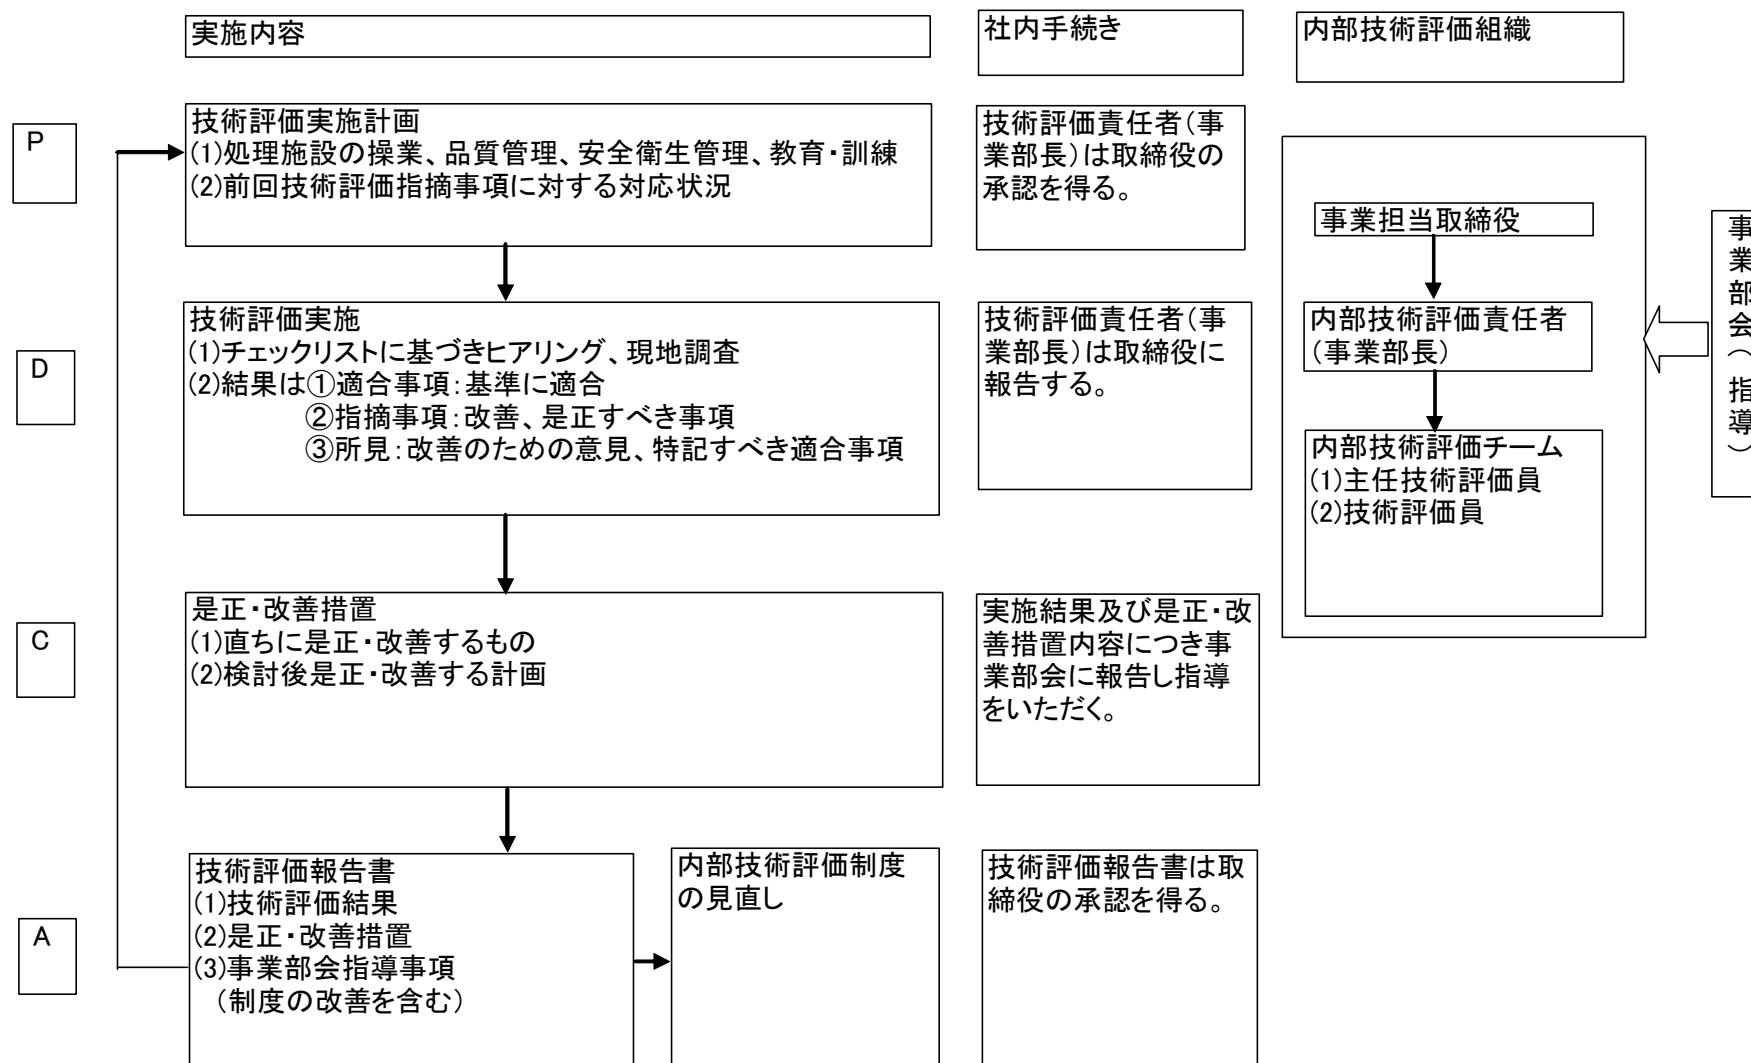 実施内容
社内手続き
内部技術評価組織
P
技術評価実施計画
(1)処理施設の操業、品質管理、安全衛生管理、教育・訓練
(2)前回技術評価指摘事項に対する対応状況
技術評価責任者(事
業部長)は取締役の
承認を得る。
D
技術評価実施
(1)チェックリストに基づきヒアリング、現地調査
(2)結果は①適合事項:基準に適合
②指摘事項:改善、是正すべき事項
③所見:改善のための意見、特記すべき適合事項
技術評価責任者(事
業部長)は取締役に
報告する。
C
是正・改善措置
(1)直ちに是正・改善するもの
(2)検討後是正・改善する計画
実施結果及び是正・改
善措置内容につき事
業部会に報告し指導
をいただく。
A
技術評価報告書
(1)技術評価結果
(2)是正・改善措置
(3)事業部会指導事項
(制度の改善を含む)
内部技術評価制度
の見直し
技術評価報告書は取
締役の承認を得る。
事業担当取締役
内部技術評価責任者
(事業部長)
内部技術評価チーム
(1)主任技術評価員
(2)技術評価員
事業部会(指導)